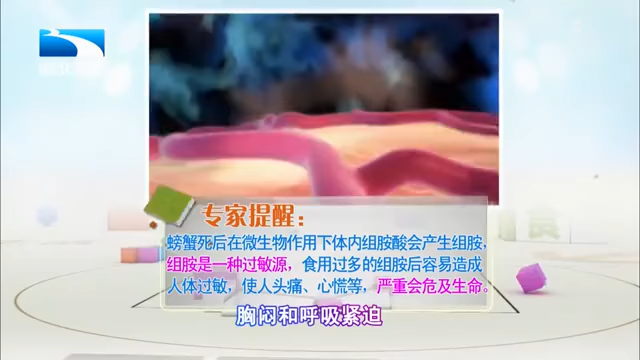 专家提醒：
螃蟹死后在微生物作用下体内组胺酸会产生组胺，
组胺是一种过敏源，食用过多的组胺后容易造成
人体过敏，使人头痛、心慌等，严重会危及生命。
胸闷和呼吸紧迫